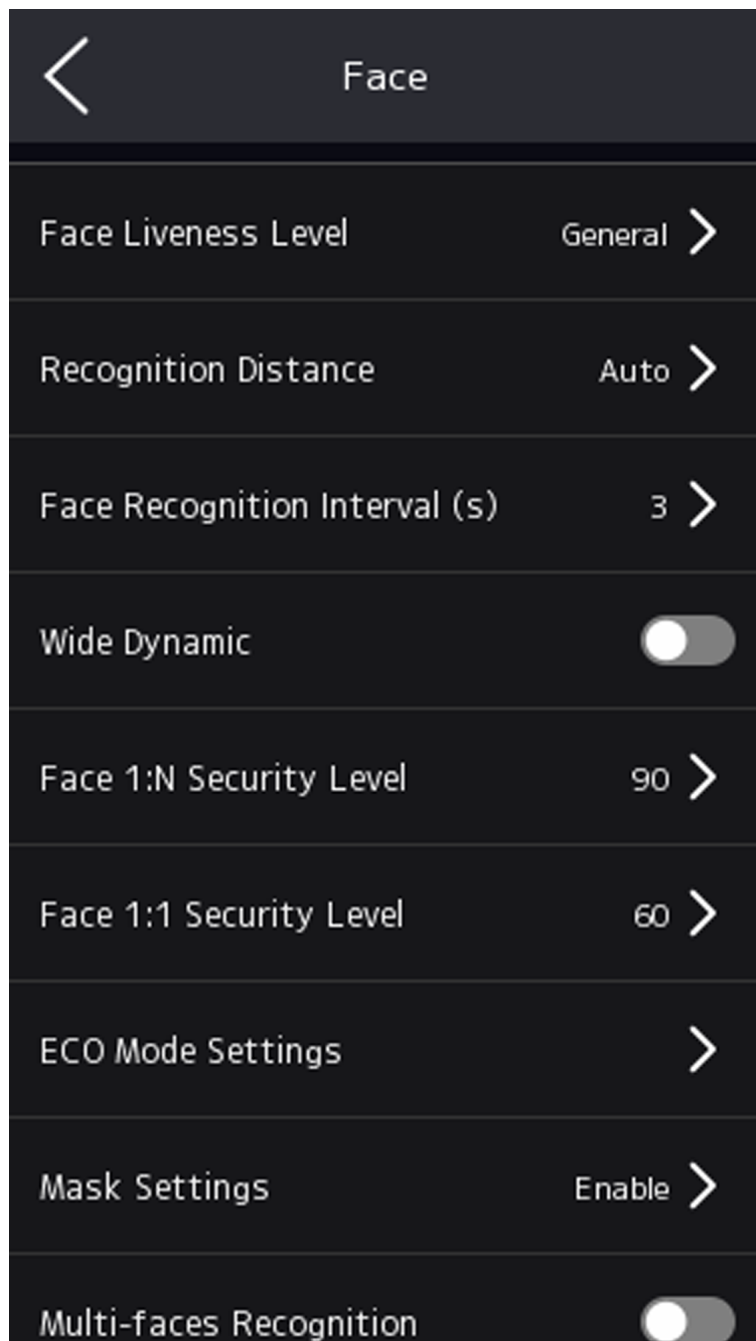 Face
Face Liveness Level General
Recognition Distance Auto
Face Recognition Interval (s) 3
Wide Dynamic
Face 1:N Security Level 90
Face 1:1 Security Level 60
ECO Mode Settings
Mask Settings Enable
Multi-faces Recognition